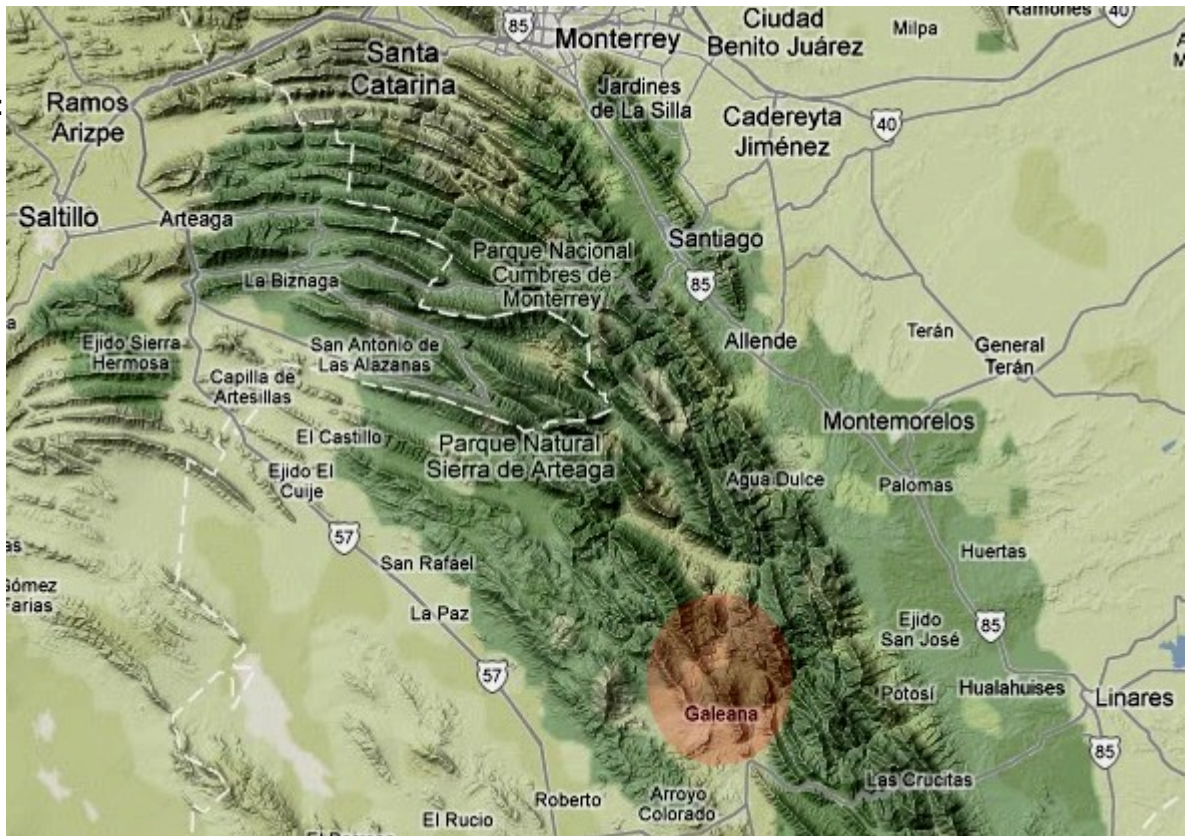 Ramones
40
Ciudad
Benito Juárez
Milpa
85
Monterrey
Santa
Catarina
Jardines
de La Silla
Ramos
Arizpe
Cadereyta
Jiménez
40
Saltillo
Arteaga
Santiago
Parque Nacional
Cumbres de
Monterrey
La Biznaga
85
Ejido Sierra
Hermosa
San Antonio de
Las Alazanas
Allende
Terán
General
Terán
Capilla de
Artesillas
Montemorelos
El Castillo
Parque Natural
Sierra de Arteaga
Ejido El
Cuije
Agua Dulce
Palomas
57
San Rafael
Huertas
Gómez
Farias
La Paz
Ejido
San José
85
57
Potosí
Hualahuises
Linares
Galeana
85
Las Crucitas
Roberto
Arroyo
Colorado
El Rucio